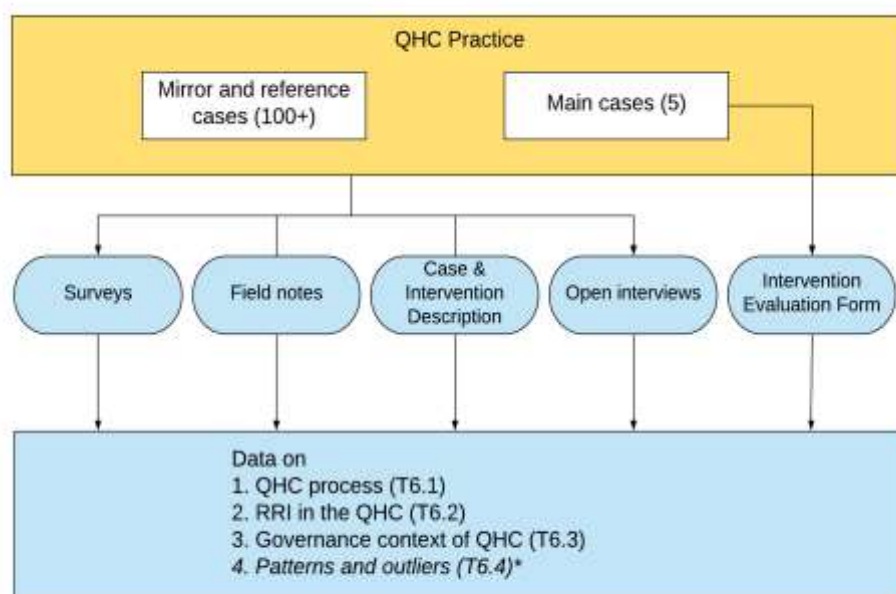 QHC Practice
Mirror and reference
cases (100+)
Main cases (5)
Surveys
Field notes
Case &
Intervention
Description
Open interviews
Intervention
Evaluation Form
Data on
1. QHC process (T6.1)
2. RRI in the QHC (T6.2)
3. Governance context of QHC (T6.3)
4. Patterns and outliers (T6.4)*